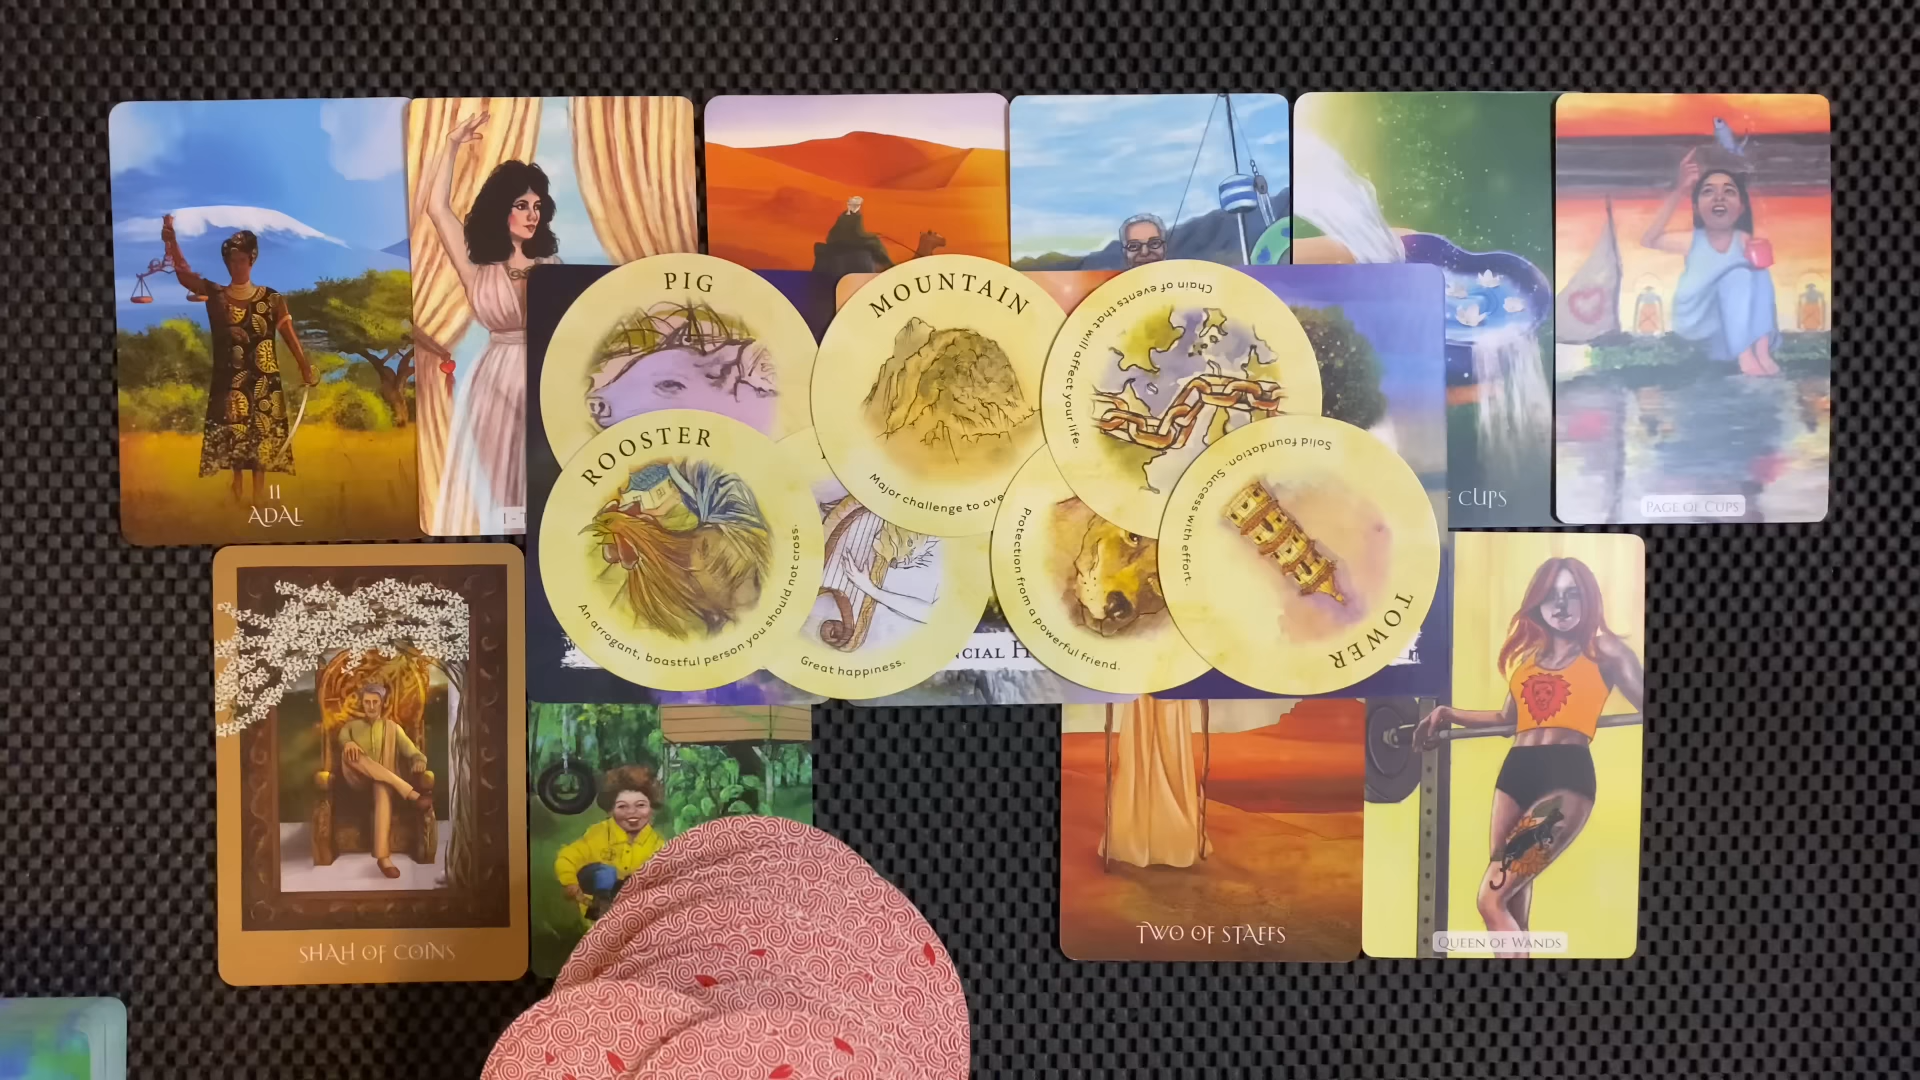 11
ADAL
CUPS
PAGE OF CUPS
PIG
MOUNTAIN
Major challenge to
Chain of events that will affect your life.
ROOSTER
An arrogant, boastful person you should not cross.
Great happiness.
Protection from a powerful friend.
Solid foundation. Success with effort.
TOWER
SHAH OF COINS
TWO OF STAFFS
QUEEN OF WANDS